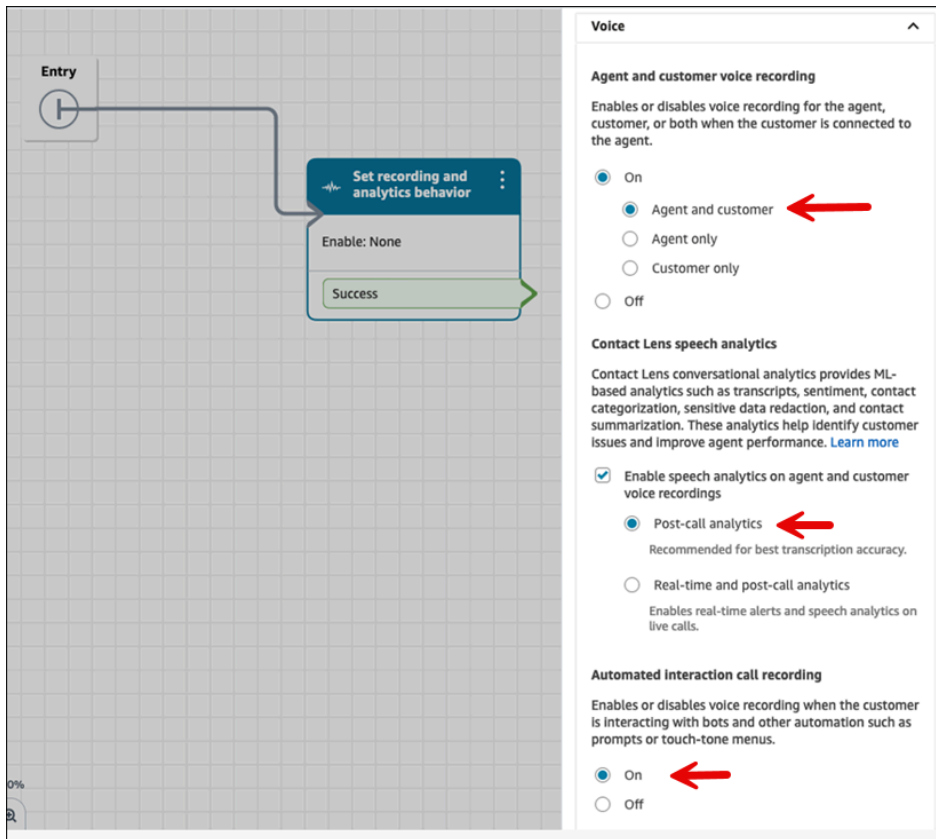 Entry
Set recording and
analytics behavior
Enable: None
Success
0%
Voice
Agent and customer voice recording
Enables or disables voice recording for the agent,
customer, or both when the customer is connected to
the agent.
On
Agent and customer
Agent only
Customer only
Off
Contact Lens speech analytics
Contact Lens conversational analytics provides ML-
based analytics such as transcripts, sentiment, contact
categorization, sensitive data redaction, and contact
summarization. These analytics help identify customer
issues and improve agent performance. Learn more
Enable speech analytics on agent and customer
voice recordings
Post-call analytics
Recommended for best transcription accuracy.
Real-time and post-call analytics
Enables real-time alerts and speech analytics on
live calls.
Automated interaction call recording
Enables or disables voice recording when the customer
is interacting with bots and other automation such as
prompts or touch-tone menus.
On
Off